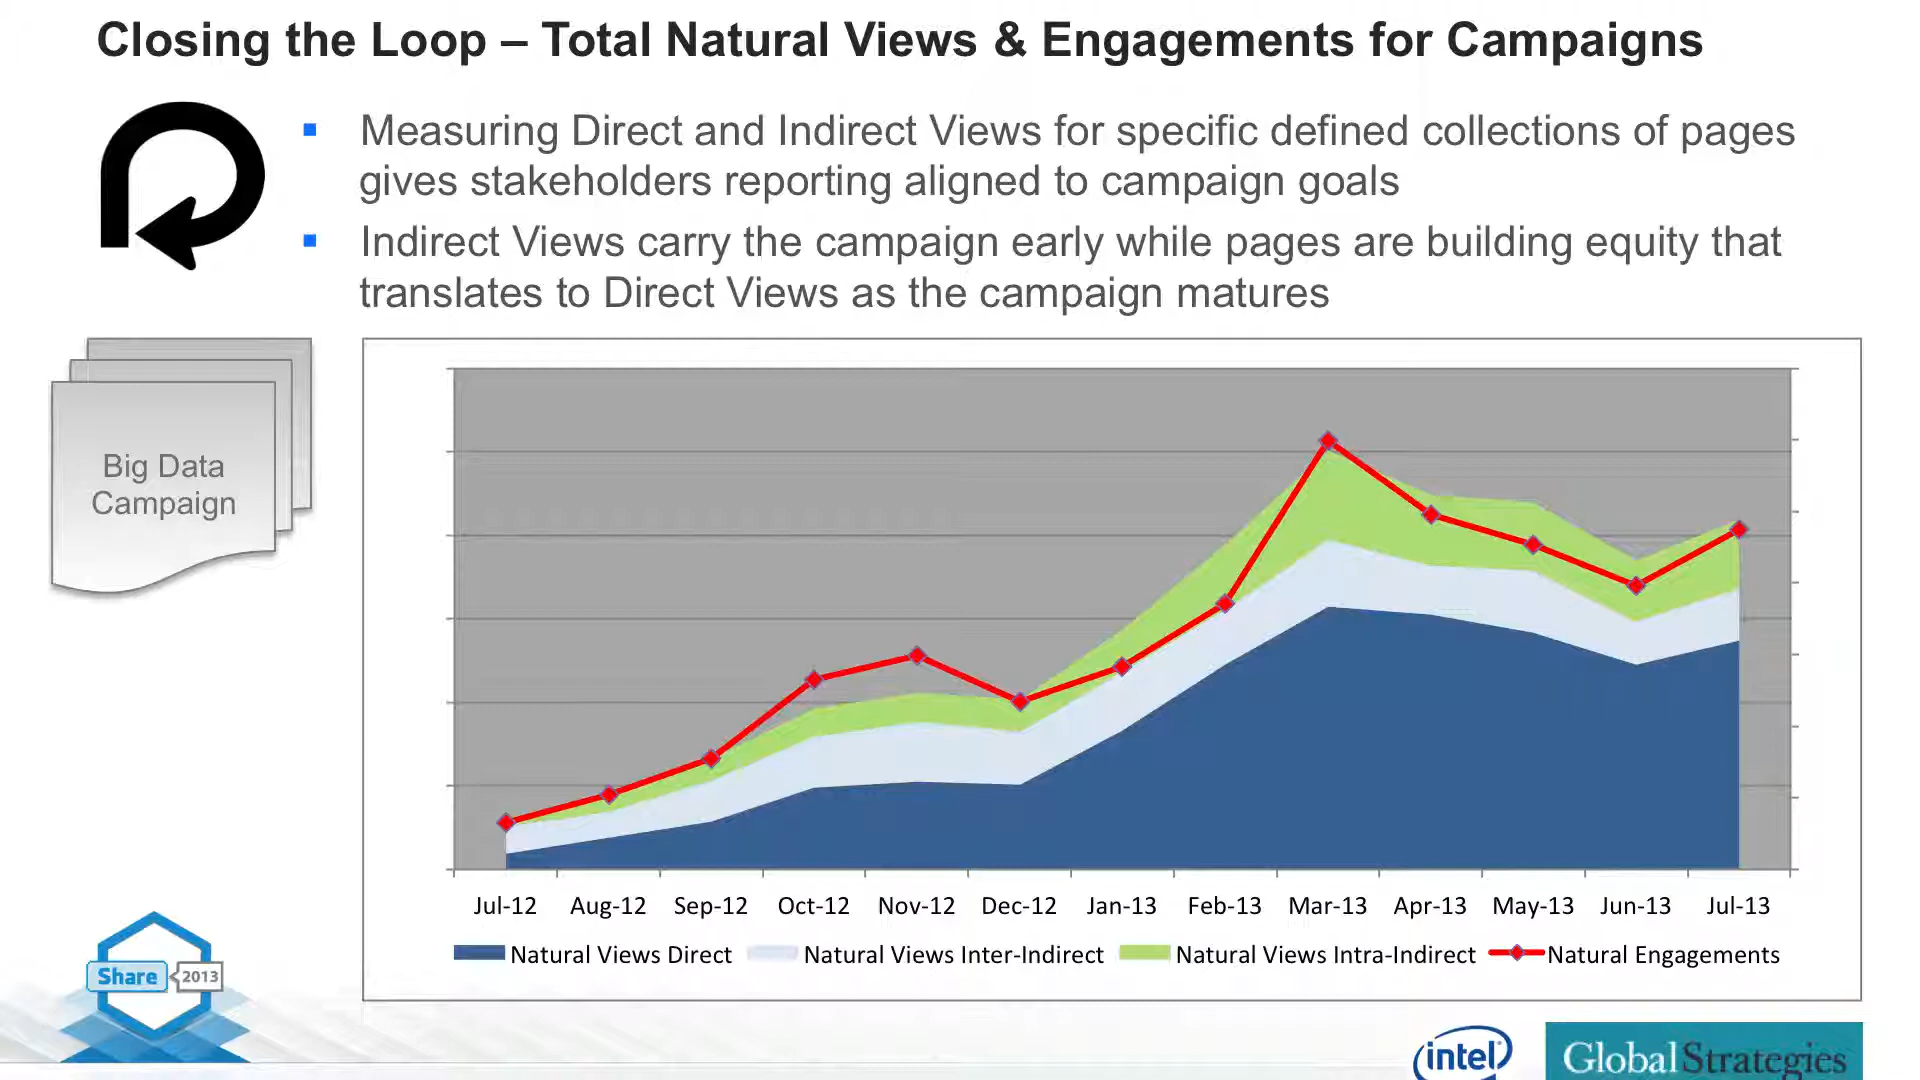 Closing the Loop – Total Natural Views & Engagements for Campaigns
▪ Measuring Direct and Indirect Views for specific defined collections of pages
gives stakeholders reporting aligned to campaign goals
▪ Indirect Views carry the campaign early while pages are building equity that
translates to Direct Views as the campaign matures
Big Data
Campaign
Jul-12 Aug-12 Sep-12 Oct-12 Nov-12 Dec-12 Jan-13 Feb-13 Mar-13 Apr-13 May-13 Jun-13 Jul-13
Natural Views Direct Natural Views Inter-Indirect Natural Views Intra-Indirect Natural Engagements
Share 2013
intel
Global Strategies